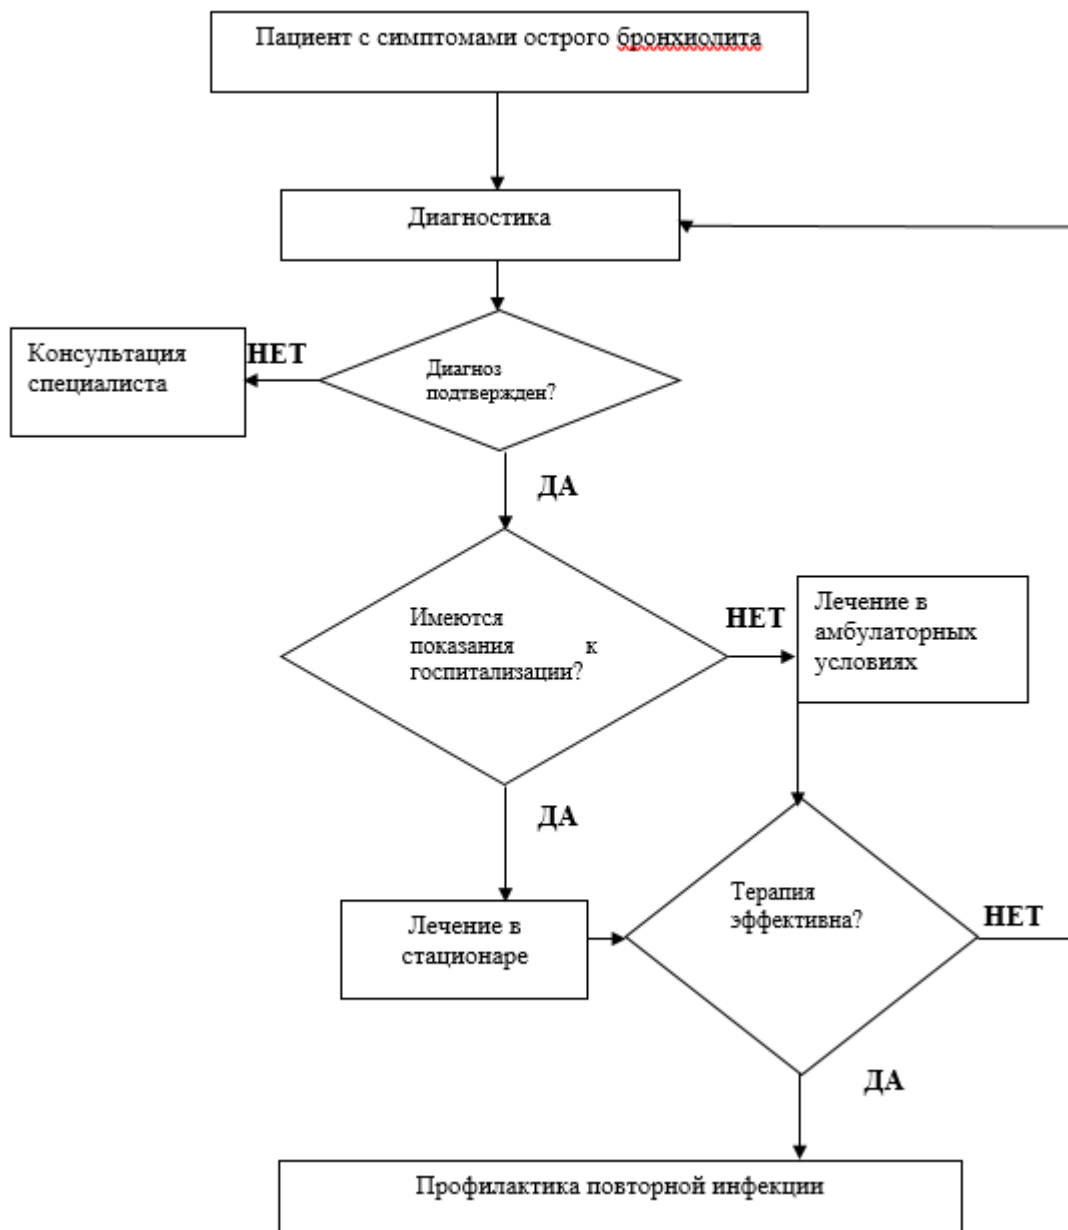 Пациент с симптомами острого бронхиолита
Диагностика
Консультация
специалиста
НЕТ
Диагноз
подтвержден?
ДА
Имеются
показания к
госпитализации?
НЕТ
Лечение в
амбулаторных
условиях
ДА
Терапия
эффективна?
НЕТ
Лечение в
стационаре
ДА
Профилактика повторной инфекции